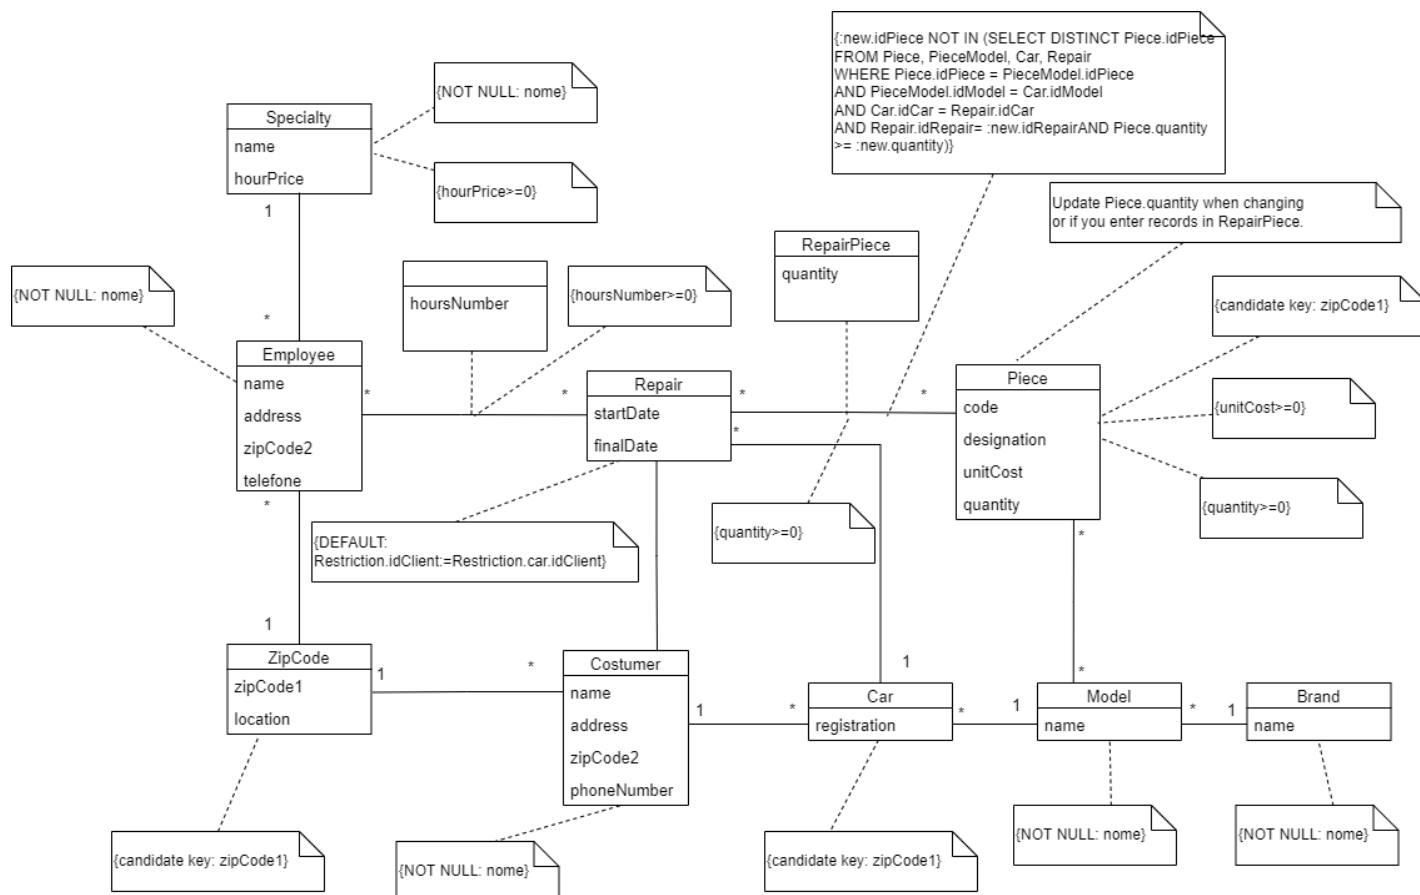 {:new.idPiece NOT IN (SELECT DISTINCT Piece.idPiece
FROM Piece, PieceModel, Car, Repair
WHERE Piece.idPiece = PieceModel.idPiece
AND PieceModel.idModel = Car.idModel
AND Car.idCar = Repair.idCar
AND Repair.idRepair= :new.idRepairAND Piece.quantity
>= :new.quantity)}
{NOT NULL: nome}
Specialty
name
hourPrice
{hourPrice>=0}
1
Update Piece.quantity when changing
or if you enter records in RepairPiece.
RepairPiece
quantity
{NOT NULL: nome}
hoursNumber
{hoursNumber>=0}
{candidate key: zipCode1}
*
Employee
name
address
zipCode2
telefone
*
*
*
Repair
startDate
finalDate
*
*
*
Piece
code
designation
unitCost
quantity
*
{unitCost>=0}
{quantity>=0}
{DEFAULT:
Restriction.idClient:=Restriction.car.idClient}
{quantity>=0}
1
ZipCode
zipCode1
location
1
*
Costumer
name
address
zipCode2
phoneNumber
1
*
1
Car
registration
*
1
*
Model
name
*
1
Brand
name
{candidate key: zipCode1}
{NOT NULL: nome}
{candidate key: zipCode1}
{NOT NULL: nome}
{NOT NULL: nome}